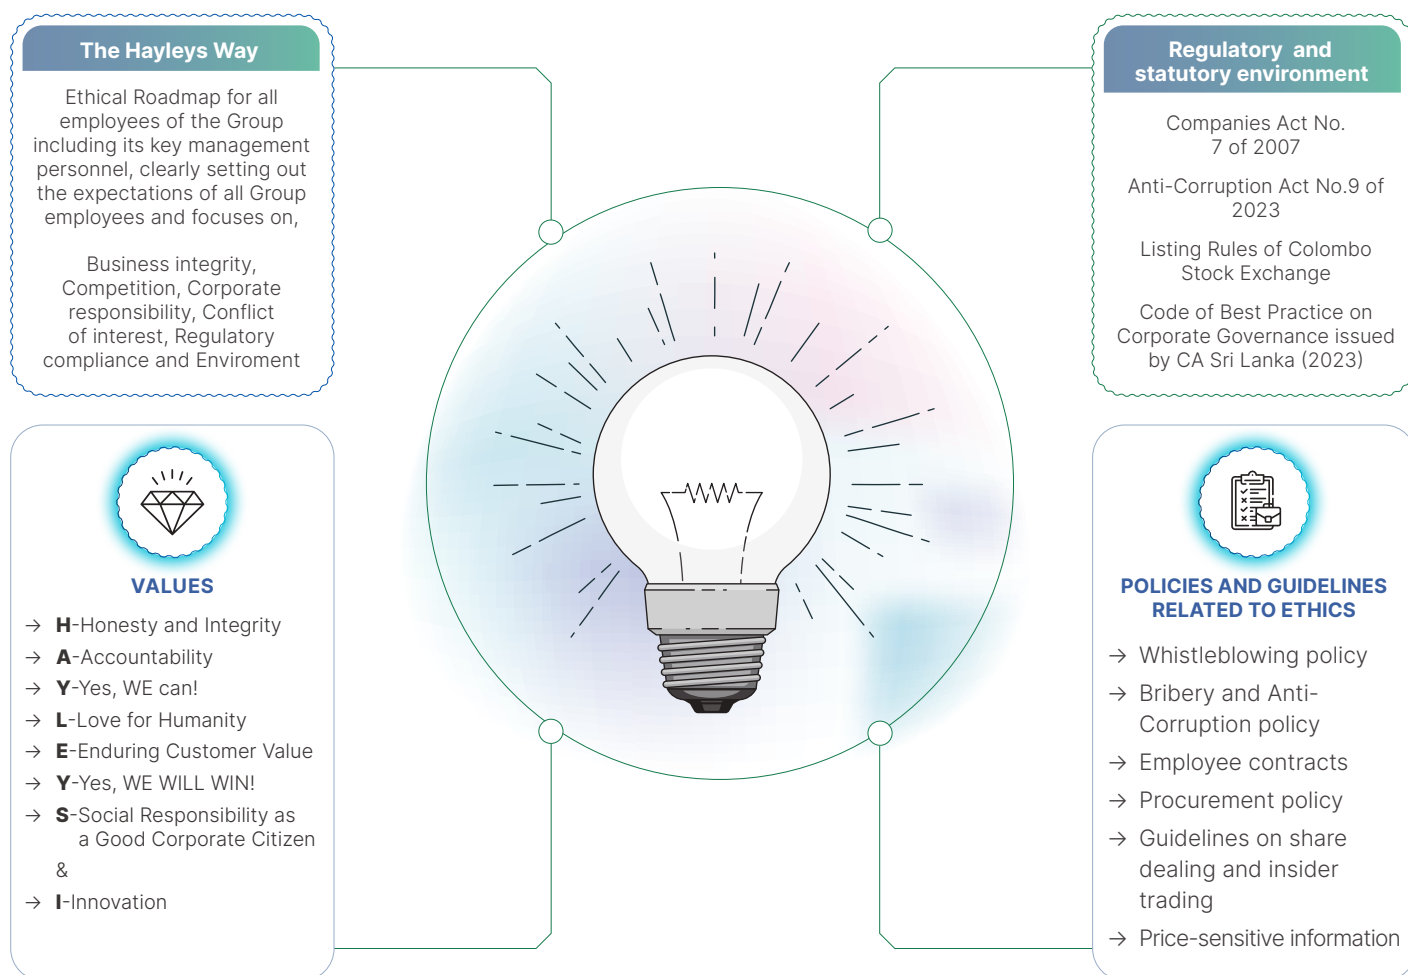 The Hayleys Way
Ethical Roadmap for all
employees of the Group
including its key management
personnel, clearly setting out
the expectations of all Group
employees and focuses on,
Business integrity,
Competition, Corporate
responsibility, Conflict
of interest, Regulatory
compliance and Enviroment
Regulatory and
statutory environment
Companies Act No.
7 of 2007
Anti-Corruption Act No.9 of
2023
Listing Rules of Colombo
Stock Exchange
Code of Best Practice on
Corporate Governance issued
by CA Sri Lanka (2023)
VALUES
→ H-Honesty and Integrity
→ A-Accountability
→ Y-Yes, WE can!
→ L-Love for Humanity
→ E-Enduring Customer Value
→ Y-Yes, WE WILL WIN!
→ S-Social Responsibility as
a Good Corporate Citizen
&
→ I-Innovation
POLICIES AND GUIDELINES
RELATED TO ETHICS
→ Whistleblowing policy
→ Bribery and Anti-
Corruption policy
→ Employee contracts
→ Procurement policy
→ Guidelines on share
dealing and insider
trading
→ Price-sensitive information